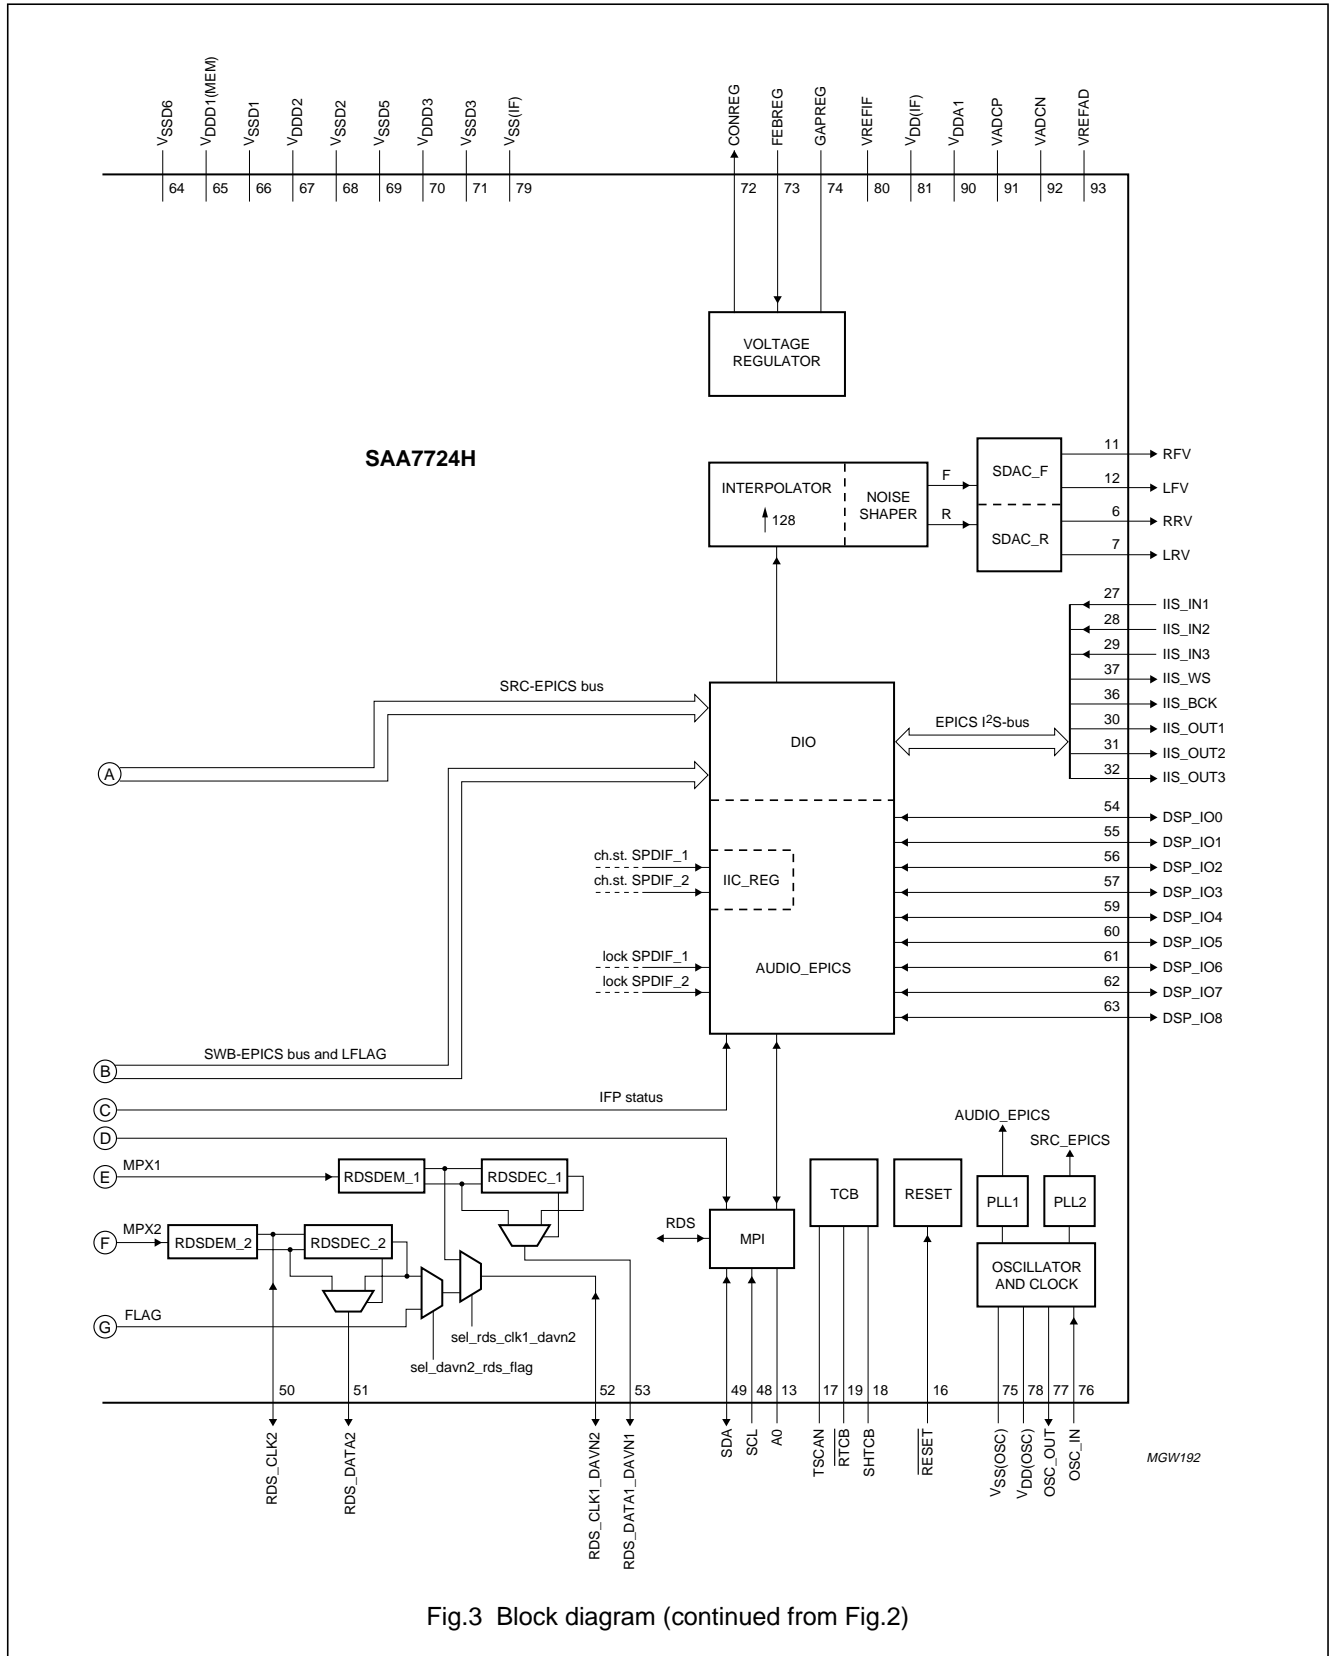 VSSD6
VDDD1(MEM)
VSSD1
VDDD2
VSSD2
VSSD5
VDDD3
VSSD3
VSS(IF)
CONREG
FEBREG
GAPREG
VREFIF
VDD(IF)
VDDA1
VADCP
VADCN
VREFAD
64 65 66 67 68 69 70 71 79 72 73 74 80 81 90 91 92 93
VOLTAGE
REGULATOR
SAA7724H
INTERPOLATOR
128
NOISE
SHAPER
F
R
SDAC_F
SDAC_R
11 RFV
12 LFV
6 RRV
7 LRV
27 IIS_IN1
28 IIS_IN2
29 IIS_IN3
37 IIS_WS
36 IIS_BCK
30 IIS_OUT1
31 IIS_OUT2
32 IIS_OUT3
SRC-EPICS bus
DIO
EPICS I2S-bus
A
54 DSP_IO0
55 DSP_IO1
56 DSP_IO2
57 DSP_IO3
59 DSP_IO4
60 DSP_IO5
61 DSP_IO6
62 DSP_IO7
63 DSP_IO8
ch.st. SPDIF_1
ch.st. SPDIF_2
IIC_REG
lock SPDIF_1
lock SPDIF_2
AUDIO_EPICS
B
SWB-EPICS bus and LFLAG
C
IFP status
D
E
MPX1
RDSDEM_1
RDSDEC_1
F
MPX2
RDSDEM_2
RDSDEC_2
G
FLAG
sel_rds_clk1_davn2
sel_davn2_rds_flag
RDS
MPI
TCB
RESET
AUDIO_EPICS
SRC_EPICS
PLL1
PLL2
OSCILLATOR
AND CLOCK
50 51 52 53 49 48 13 17 19 18 16 75 78 77 76
RDS_CLK2
RDS_DATA2
RDS_CLK1_DAVN2
RDS_DATA1_DAVN1
SDA
SCL
A0
TSCAN
RTCB
SHTCB
RESET
VSS(OSC)
VDD(OSC)
OSC_OUT
OSC_IN
MGW192
Fig.3 Block diagram (continued from Fig.2)